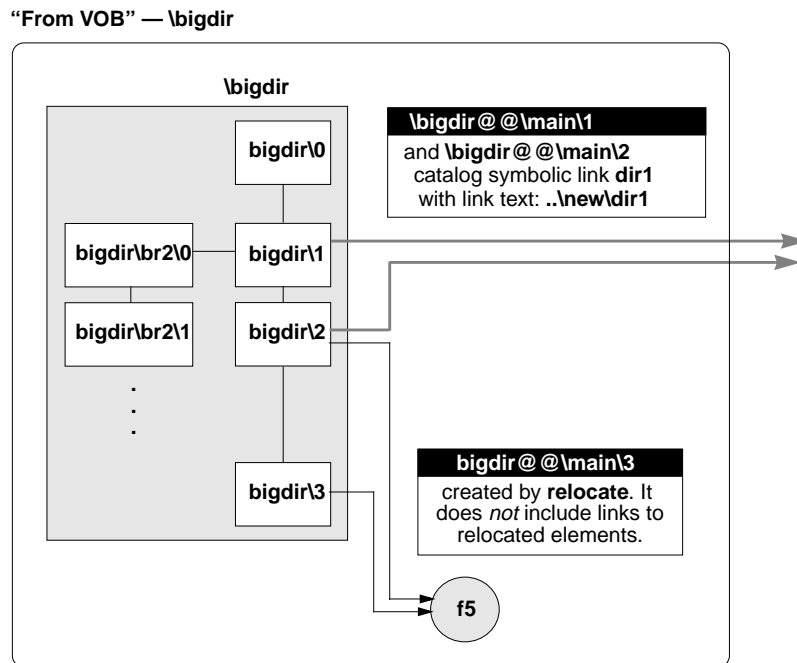 “From VOB” — \bigdir
\bigdir
bigdir\0
\bigdir@@\main\1
and \bigdir@@\main\2
catalog symbolic link dir1
with link text: ..\new\dir1
bigdir\br2\0
bigdir\1
bigdir\br2\1
bigdir\2
.
.
.
bigdir\3
bigdir@@\main\3
created by relocate. It
does not include links to
relocated elements.
f5